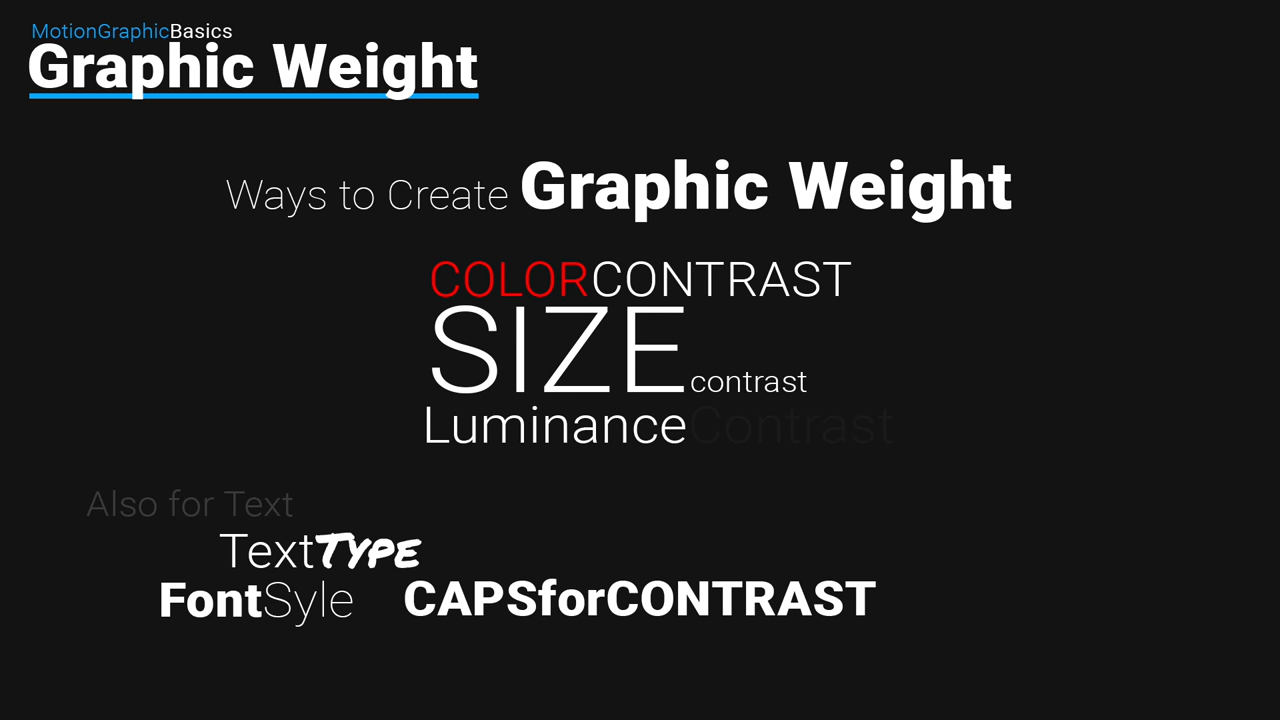 MotionGraphicBasics
Graphic Weight
Ways to Create Graphic Weight
COLORCONTRAST
SIZEcontrast
LuminanceContrast
Also for Text
TextTYPE
FontSyle CAPSforCONTRAST